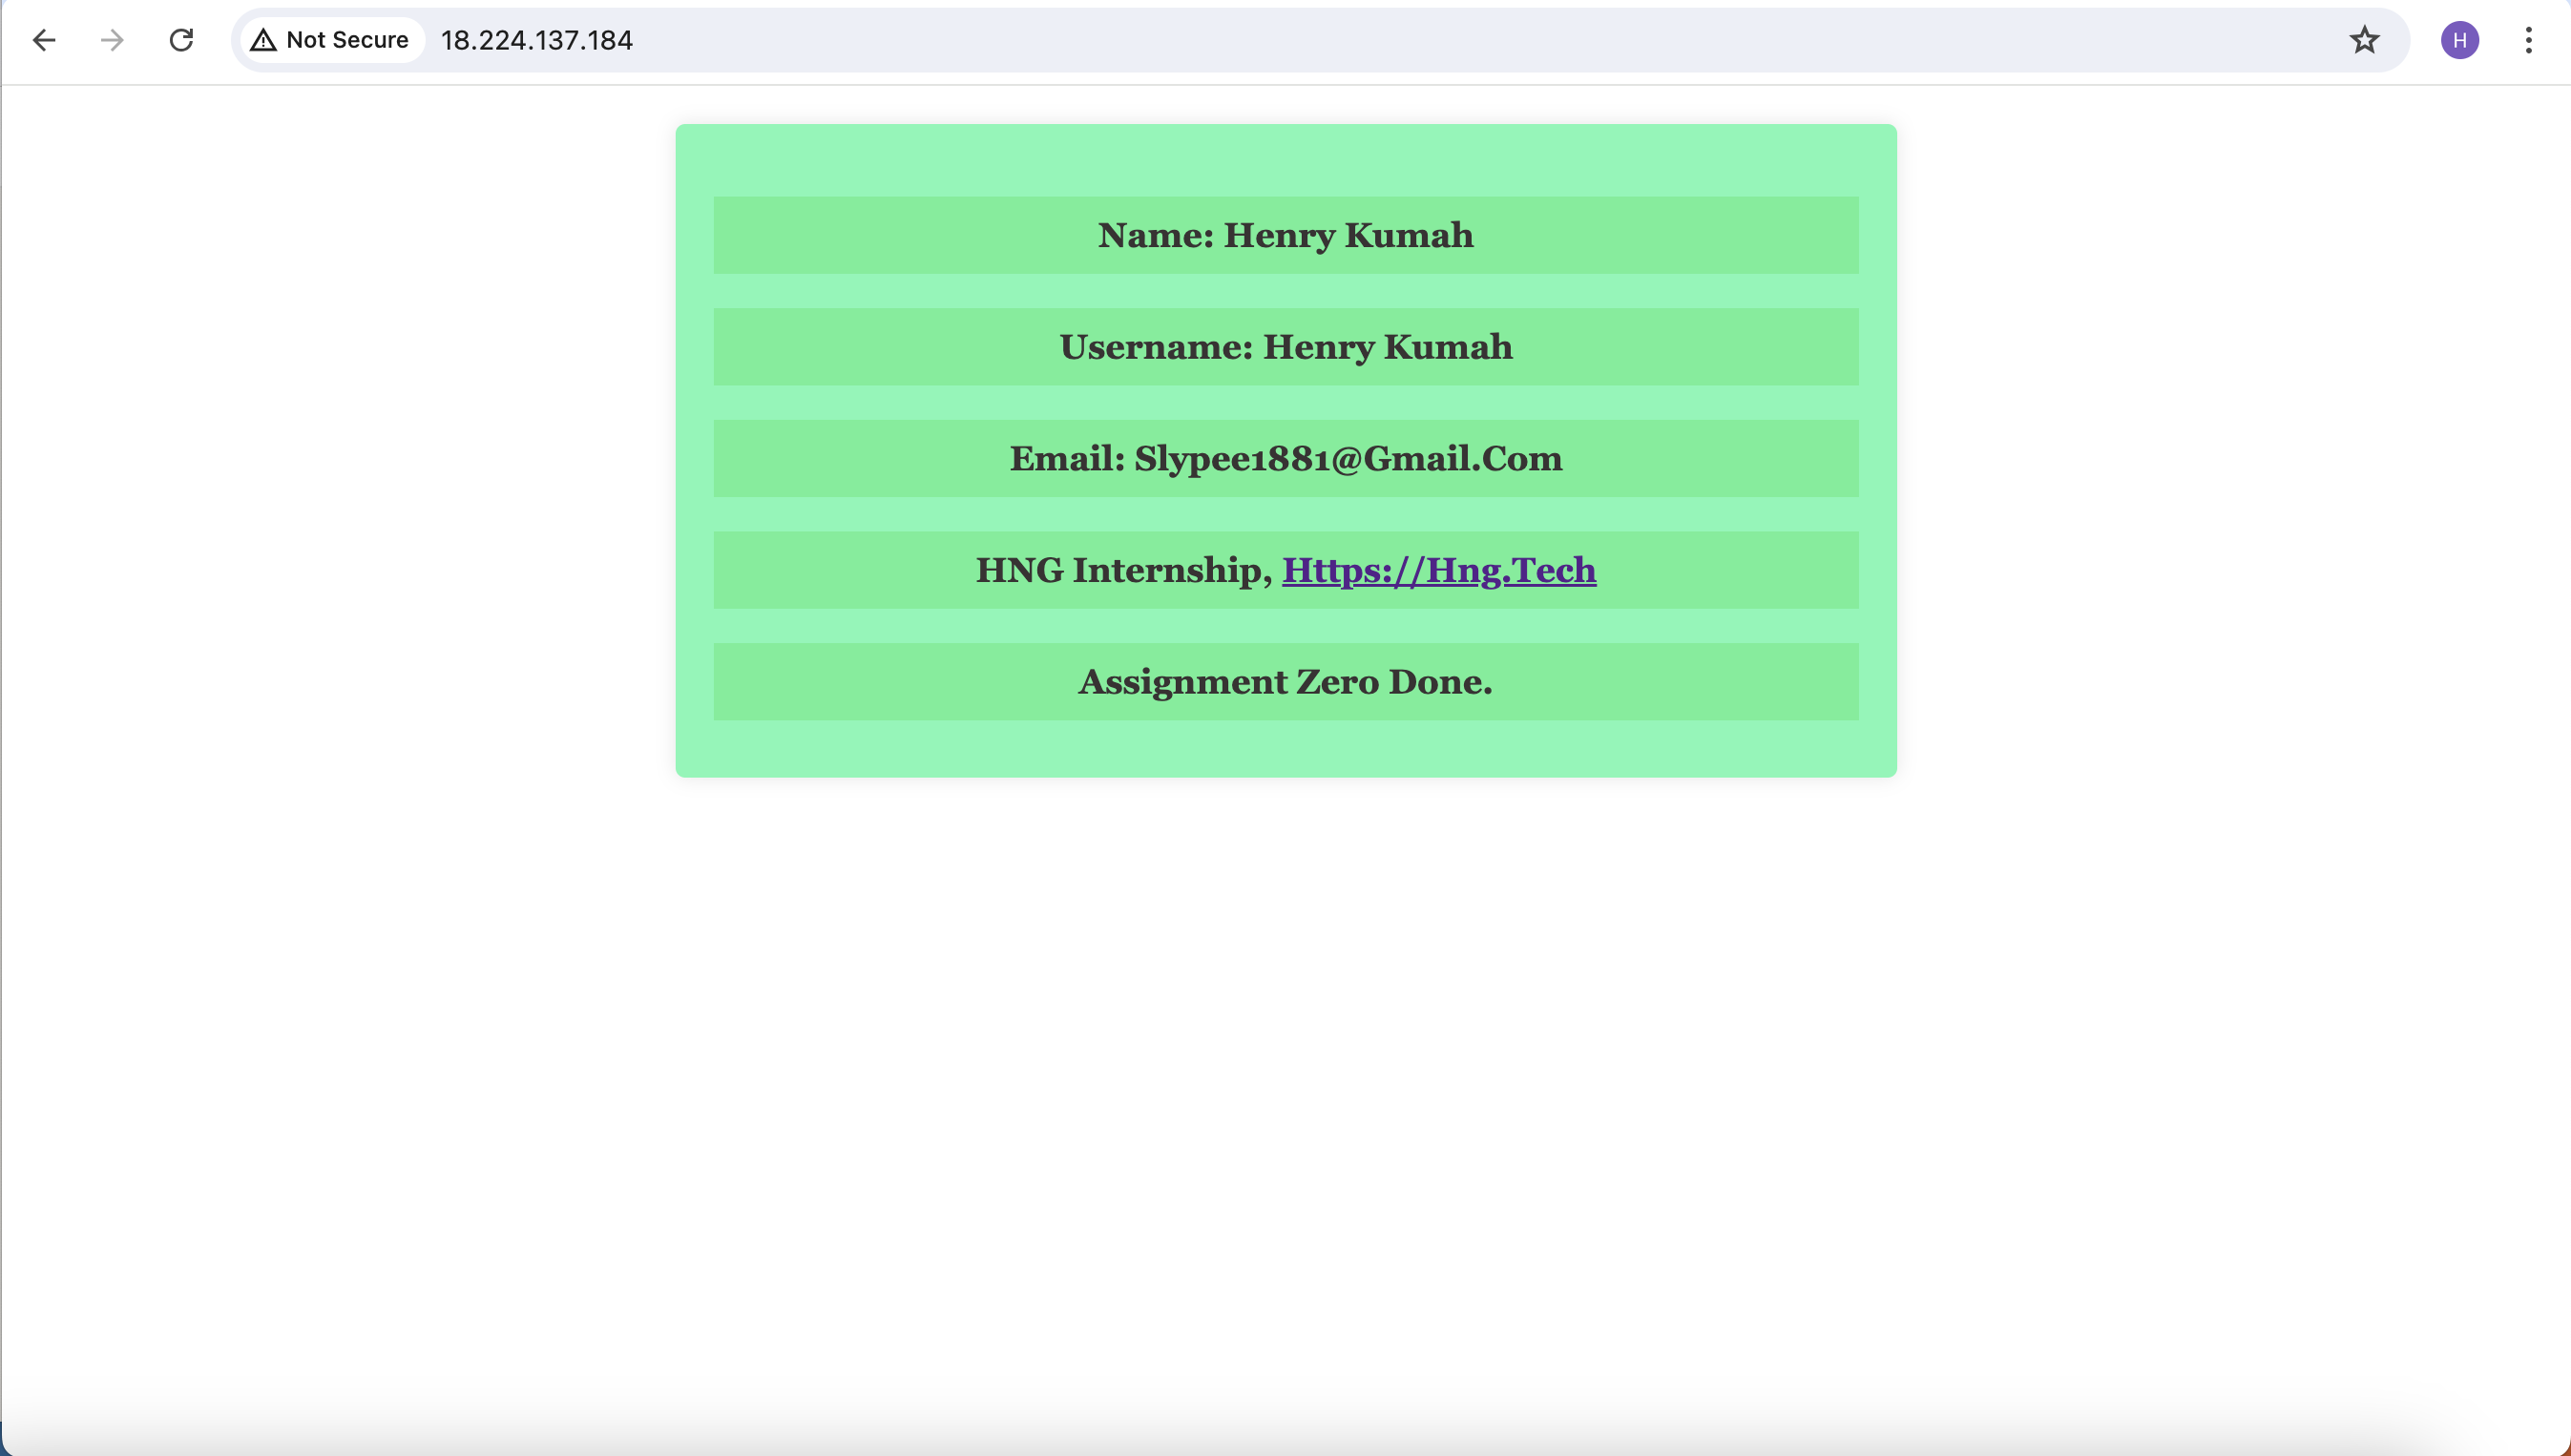 Not Secure 18.224.137.184 H
Name: Henry Kumah
Username: Henry Kumah
Email: Slypee1881@Gmail.Com
HNG Internship, Https://Hng.Tech
Assignment Zero Done.